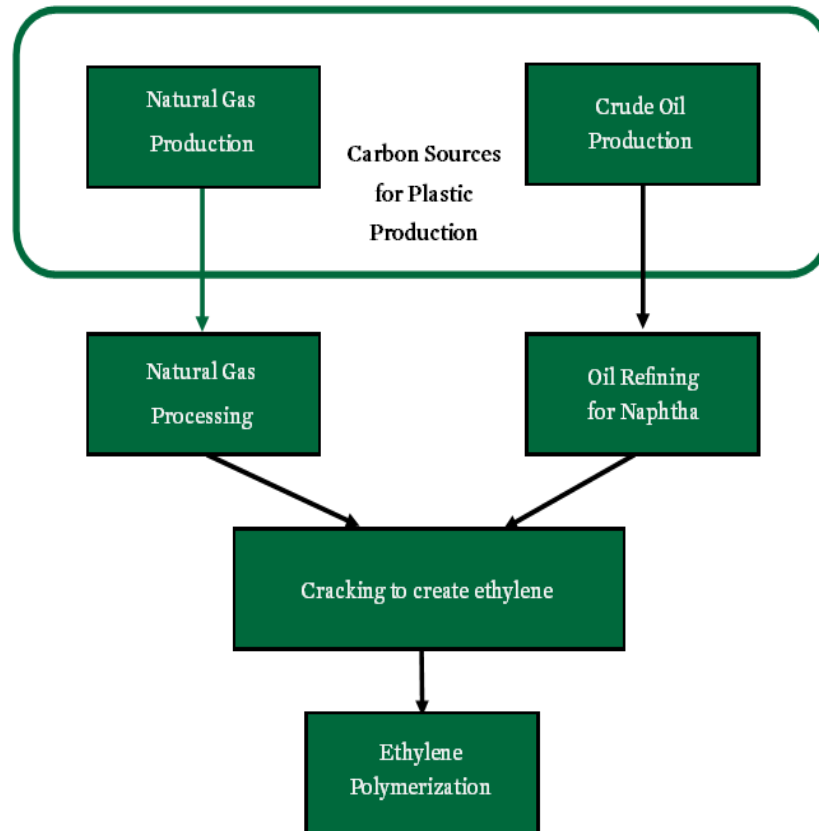 Natural Gas
Production
Crude Oil
Production
Carbon Sources
for Plastic
Production
Natural Gas
Processing
Oil Refining
for Naphtha
Cracking to create ethylene
Ethylene
Polymerization